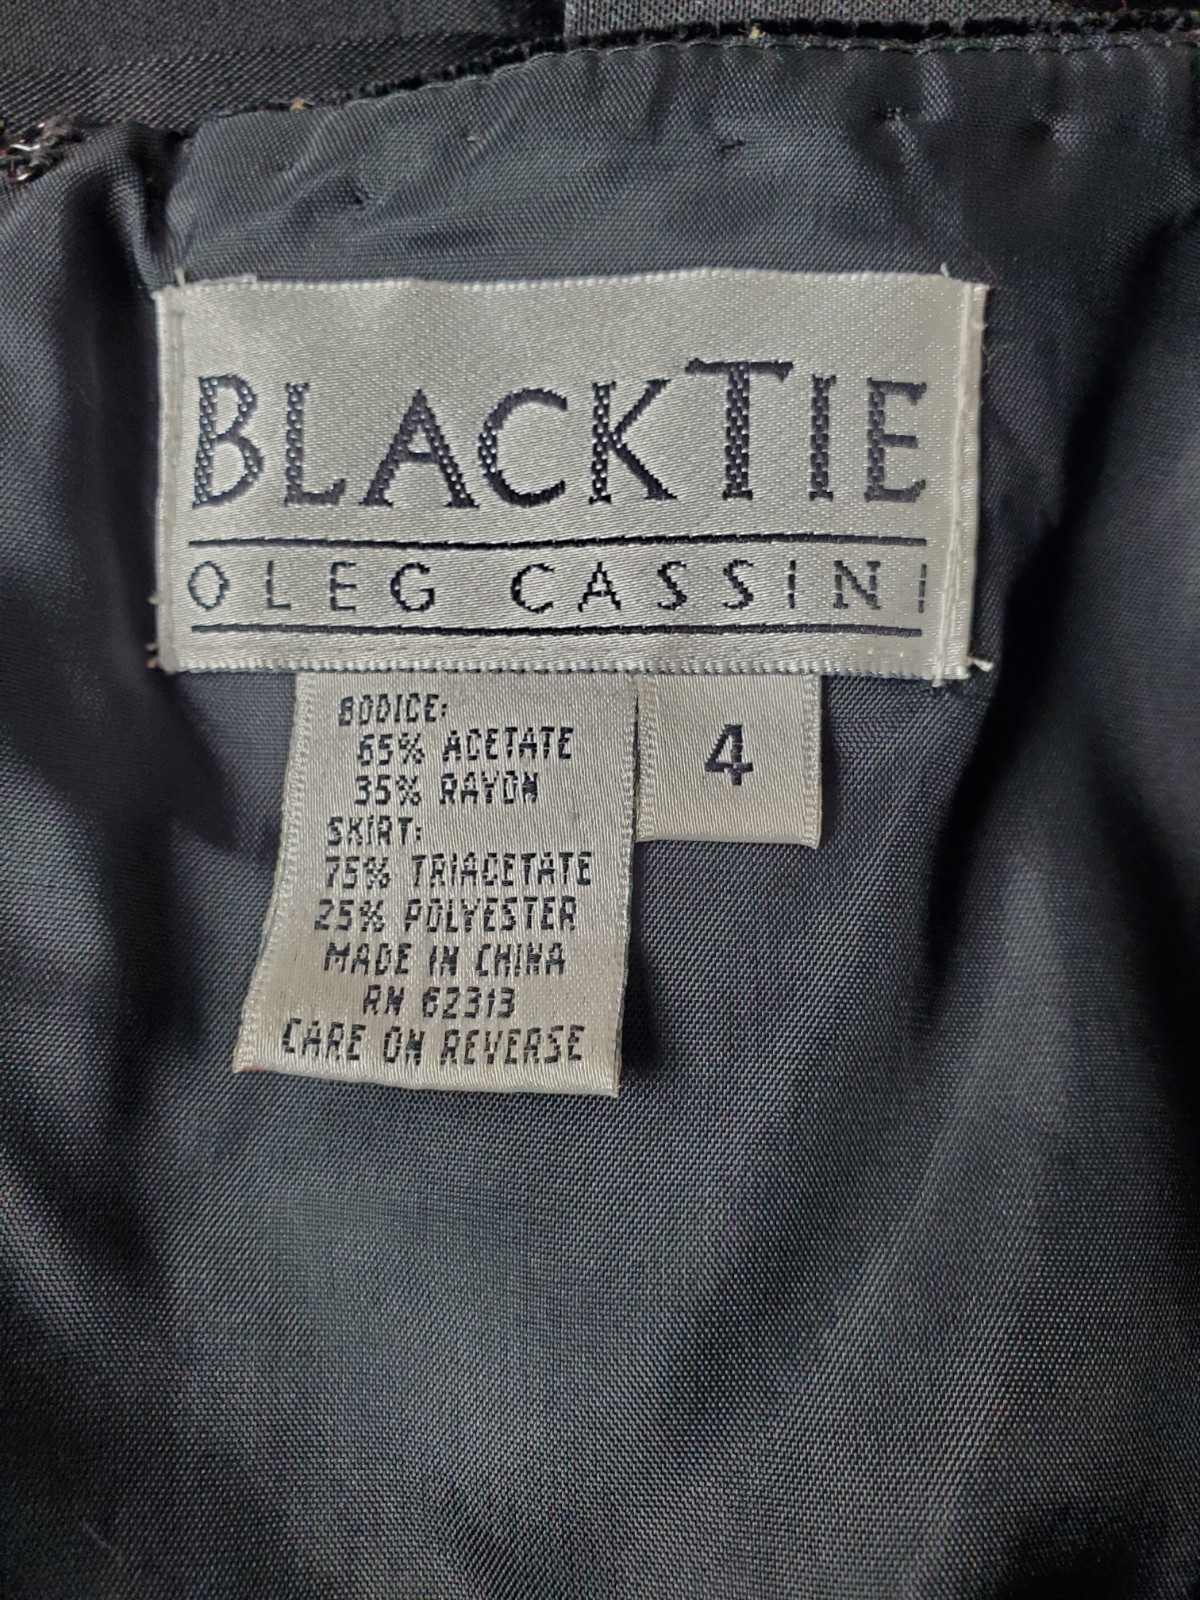 BLACKTIE
OLEG CASSINI
BODICE:
65% ACETATE
35% RAYON
SKIRT:
75% TRIACETATE
25% POLYESTER
MADE IN CHINA
RN 62313
CARE ON REVERSE
4